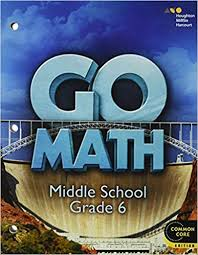 Houghton
Mifflin
Harcourt
GO
MATH
Middle School
Grade 6
COMMON
CORE
EDITION